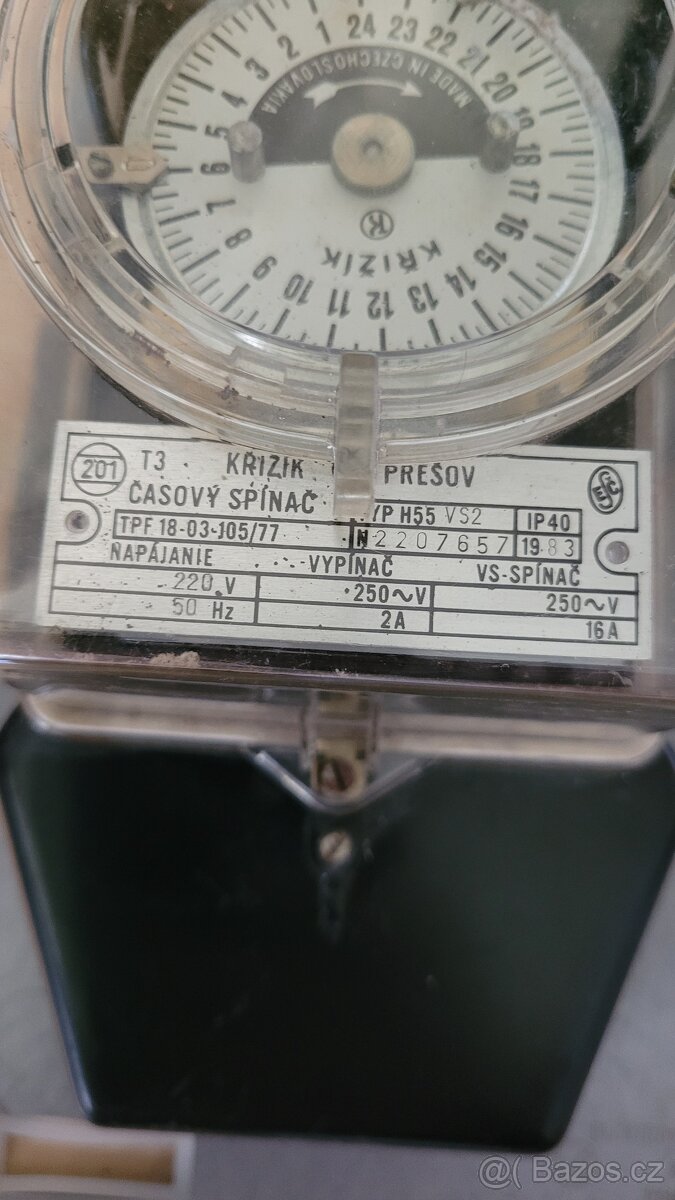 1 24 23 22 21 20 19 18 17 16 15 14 13 12 11 10 9 8 7 6 5 4 3 2
MADE IN CZECHOSLOVAKIA
K
KŘIŽÍK
201 T3 KŘIŽÍK PREŠOV
ČASOVÝ SPÍNAČ YP H55 VS2 IP40
TPF 18-03-105/77 N 2207657 1983
NAPÁJANIE VYPÍNAČ VS-SPÍNAČ
220 V 250~V 250~V
50 Hz 2A 16A
@ Bazos.cz